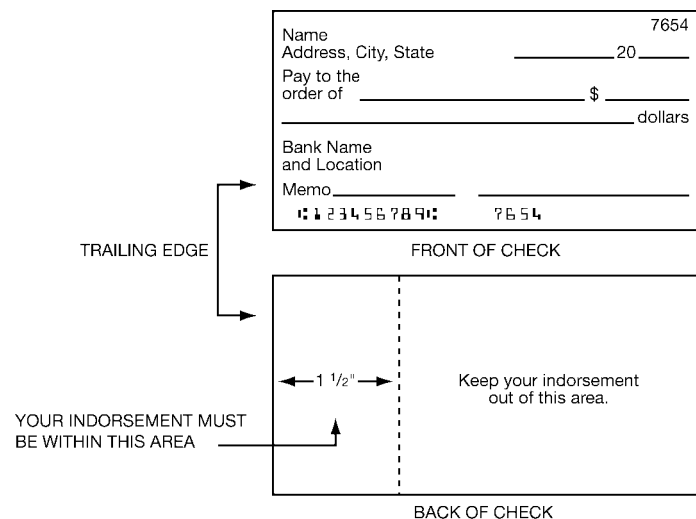 7654
Name
Address, City, State
20
Pay to the
order of $
dollars
Bank Name
and Location
Memo
⑆123456789⑆ 7654
TRAILING EDGE
FRONT OF CHECK
1 1/2"
Keep your indorsement
out of this area.
YOUR INDORSEMENT MUST
BE WITHIN THIS AREA
BACK OF CHECK